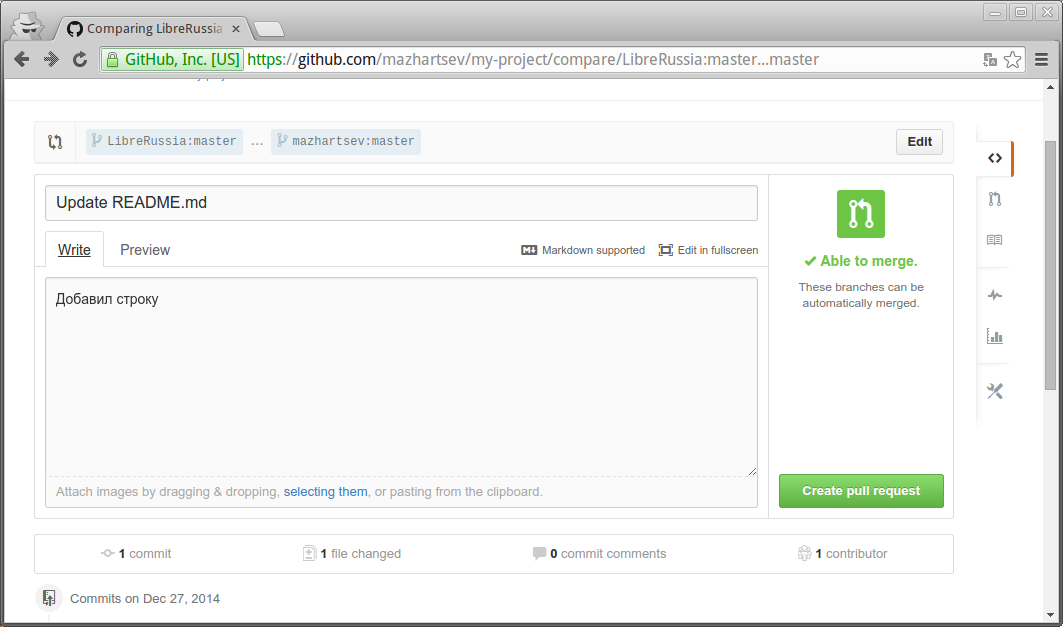 Comparing LibreRussia
GitHub, Inc. [US] https://github.com/mazhartsev/my-project/compare/LibreRussia:master...master
LibreRussia:master ... mazhartsev:master Edit
Update README.md
Write Preview Markdown supported Edit in fullscreen
Able to merge.
These branches can be
automatically merged.
Добавил строку
Attach images by dragging & dropping, selecting them, or pasting from the clipboard.
Create pull request
1 commit 1 file changed 0 commit comments 1 contributor
Commits on Dec 27, 2014